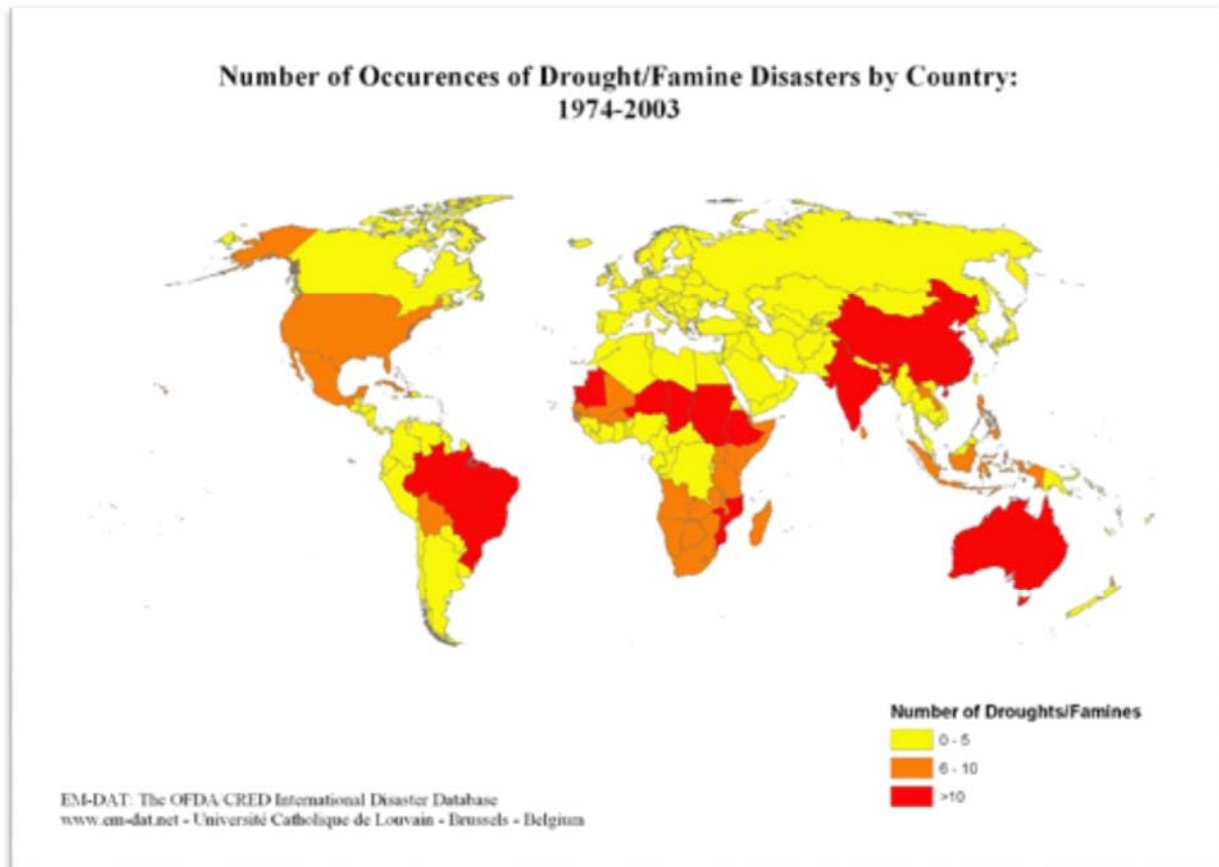 Number of Occurences of Drought/Famine Disasters by Country:
1974-2003
Number of Droughts/Famines
0 - 5
6 - 10
>10
EM-DAT: The OFDA/CRED International Disaster Database
www.em-dat.net - Université Catholique de Louvain - Brussels - Belgium